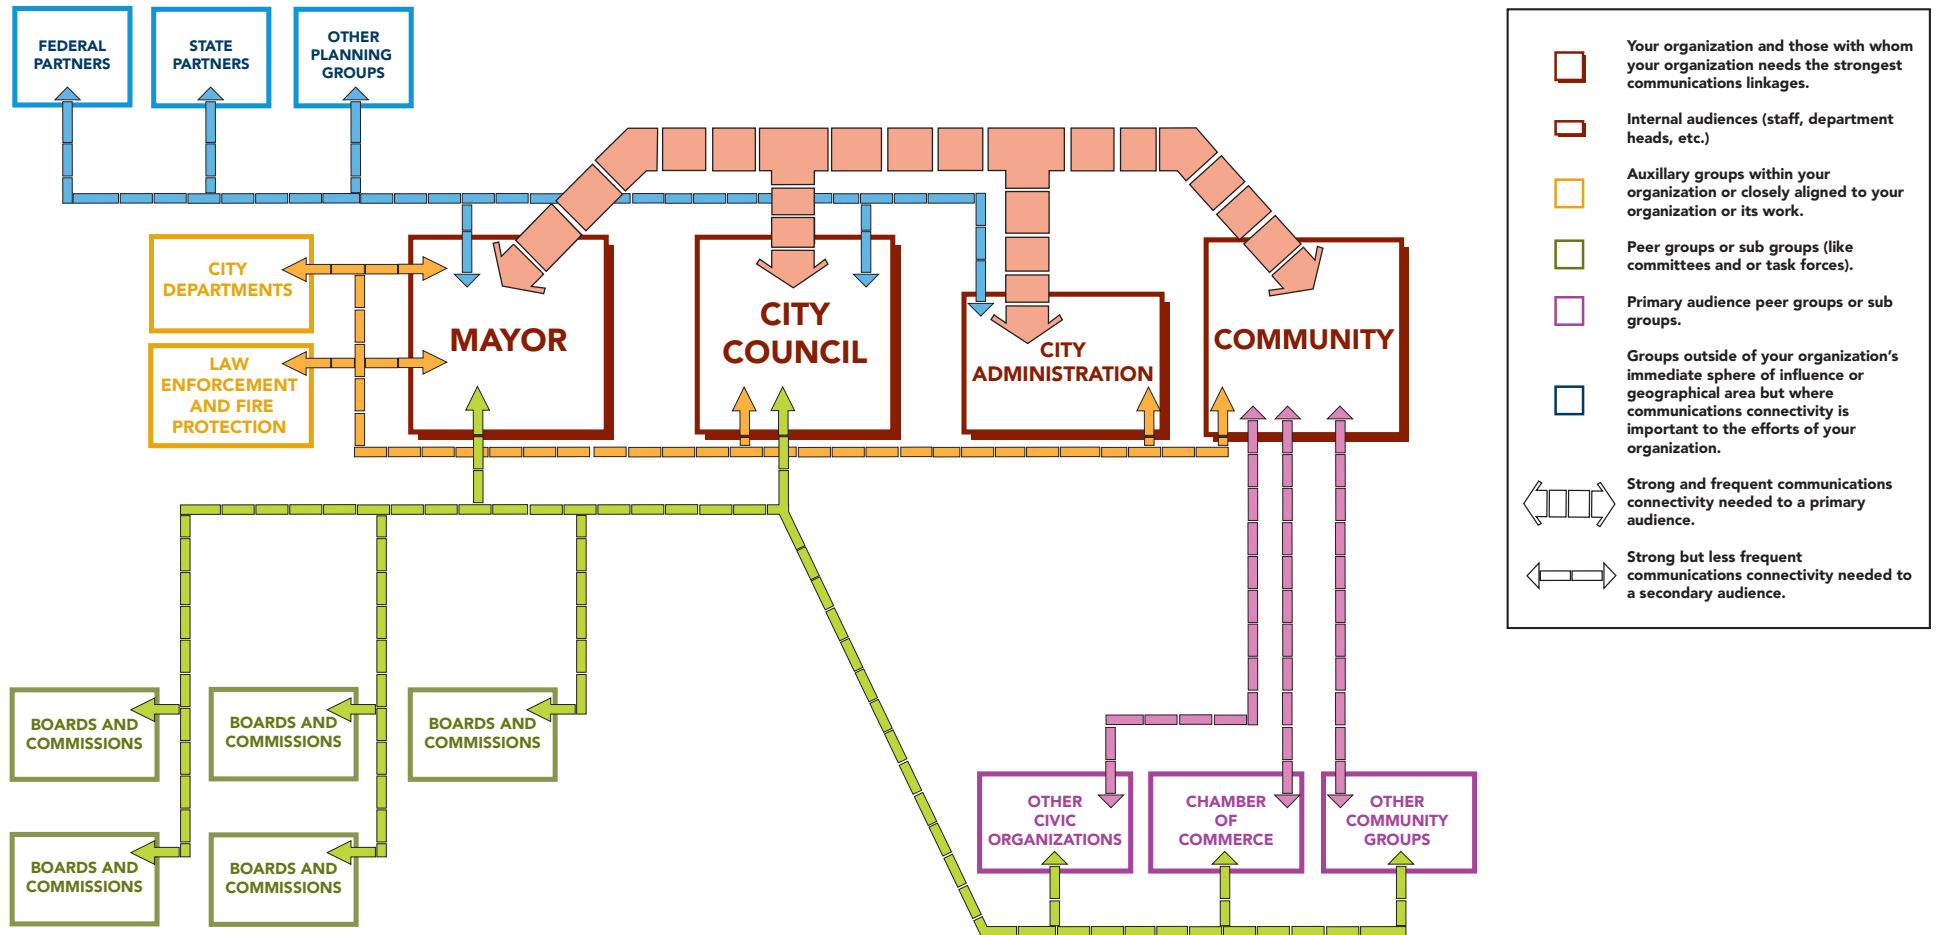 FEDERAL
PARTNERS
STATE
PARTNERS
OTHER
PLANNING
GROUPS
CITY
DEPARTMENTS
LAW
ENFORCEMENT
AND FIRE
PROTECTION
MAYOR
CITY
COUNCIL
CITY
ADMINISTRATION
COMMUNITY
BOARDS AND
COMMISSIONS
BOARDS AND
COMMISSIONS
BOARDS AND
COMMISSIONS
BOARDS AND
COMMISSIONS
BOARDS AND
COMMISSIONS
OTHER
CIVIC
ORGANIZATIONS
CHAMBER
OF
COMMERCE
OTHER
COMMUNITY
GROUPS
Your organization and those with whom
your organization needs the strongest
communications linkages.
Internal audiences (staff, department
heads, etc.)
Auxillary groups within your
organization or closely aligned to your
organization or its work.
Peer groups or sub groups (like
committees and or task forces).
Primary audience peer groups or sub
groups.
Groups outside of your organization's
immediate sphere of influence or
geographical area but where
communications connectivity is
important to the efforts of your
organization.
Strong and frequent communications
connectivity needed to a primary
audience.
Strong but less frequent
communications connectivity needed to
a secondary audience.